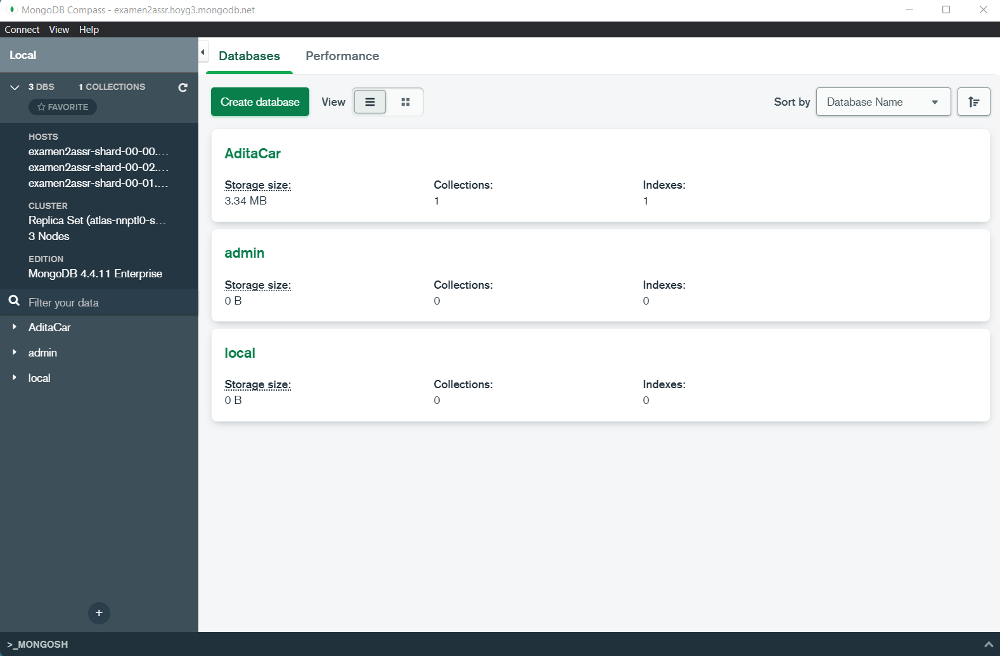 MongoDB Compass - examen2assr.hoyg3.mongodb.net
Connect View Help
Local
3 DBS 1 COLLECTIONS
FAVORITE
HOSTS
examen2assr-shard-00-00....
examen2assr-shard-00-02....
examen2assr-shard-00-01....
CLUSTER
Replica Set (atlas-nnptl0-s...
3 Nodes
EDITION
MongoDB 4.4.11 Enterprise
Filter your data
AditaCar
admin
local
+
>_MONGOSH
Databases Performance
Create database View Sort by Database Name
AditaCar
Storage size: Collections: Indexes:
3.34 MB 1 1
admin
Storage size: Collections: Indexes:
0 B 0 0
local
Storage size: Collections: Indexes:
0 B 0 0